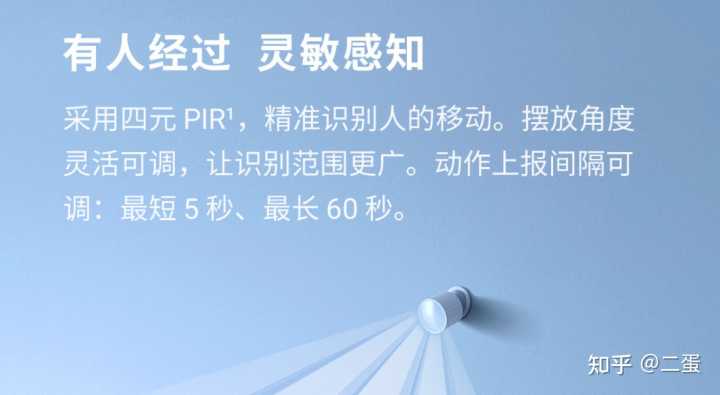 有人经过 灵敏感知
采用四元 PIR¹，精准识别人的移动。摆放角度
灵活可调，让识别范围更广。动作上报间隔可
调：最短 5 秒、最长 60 秒。
知乎 @二蛋